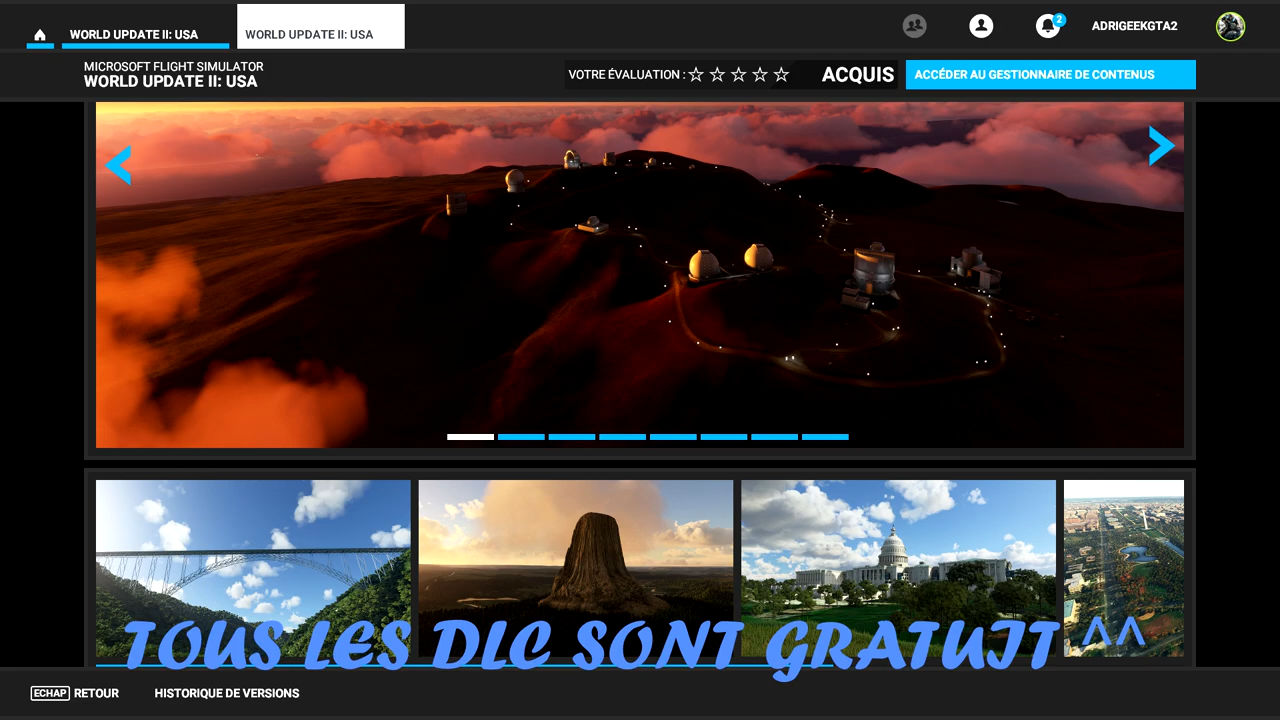 WORLD UPDATE II: USA
WORLD UPDATE II: USA
2
ADRIGEEKGTA2
MICROSOFT FLIGHT SIMULATOR
WORLD UPDATE II: USA
VOTRE ÉVALUATION :
ACQUIS
ACCÉDER AU GESTIONNAIRE DE CONTENUS
TOUS LES DLC SONT GRATUIT ^^
ECHAP RETOUR
HISTORIQUE DE VERSIONS